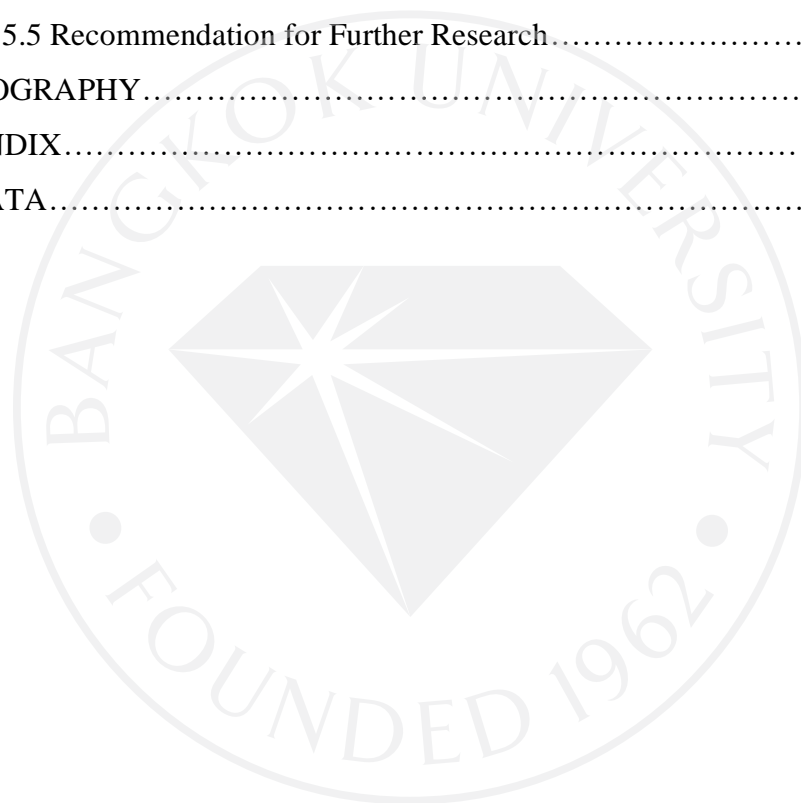 5.5 Recommendation for Further Research……………………
OGRAPHY……………………………………………………………
NDIX…………………………………………………………………
ATA……………………………………………………………………
BANGKOK UNIVERSITY
• FOUNDED 1962 •